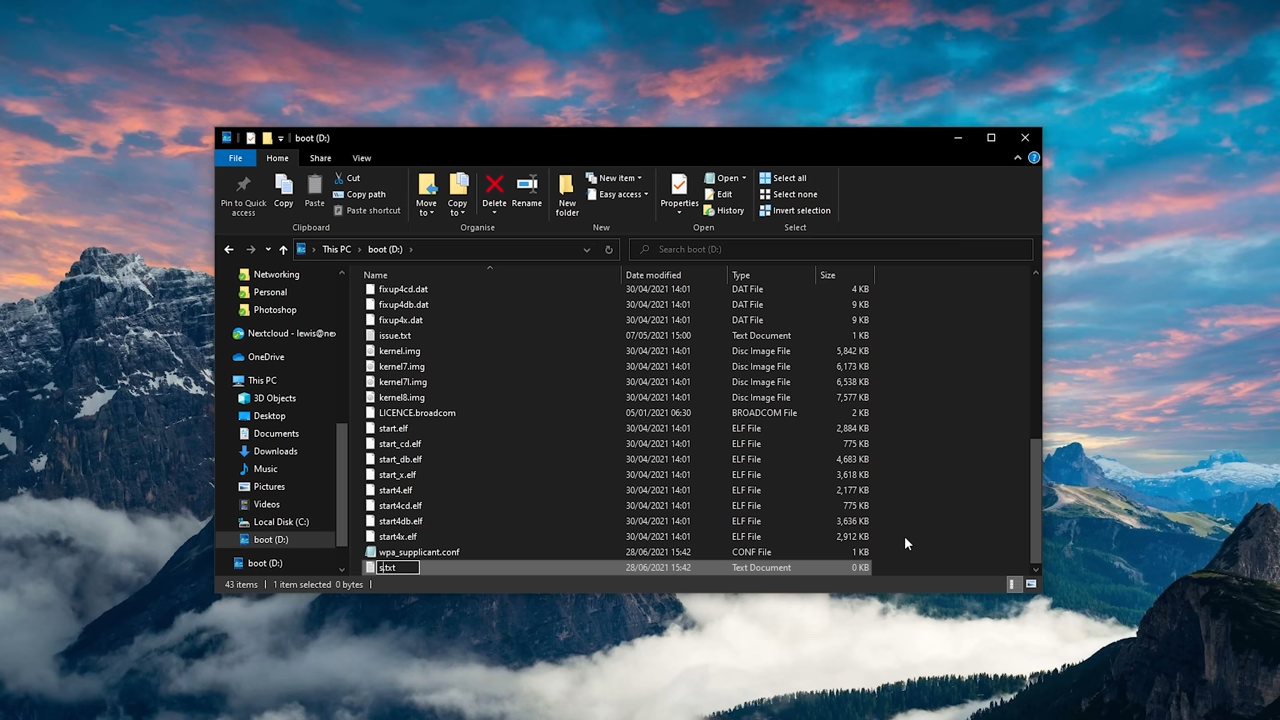 boot (D:)
File Home Share View
Pin to Quick access
Copy
Paste
Cut
Copy path
Paste shortcut
Clipboard
Move to
Copy to
Delete
Rename
Organise
New folder
New item
Easy access
New
Properties
Open
Edit
History
Open
Select all
Select none
Invert selection
Select
This PC > boot (D:) >
Search boot (D:)
Networking
Personal
Photoshop
Nextcloud - lewis@ne
OneDrive
This PC
3D Objects
Desktop
Documents
Downloads
Music
Pictures
Videos
Local Disk (C:)
boot (D:)
boot (D:)
Name Date modified Type Size
fixup4cd.dat 30/04/2021 14:01 DAT File 4 KB
fixup4db.dat 30/04/2021 14:01 DAT File 9 KB
fixup4x.dat 30/04/2021 14:01 DAT File 9 KB
issue.txt 07/05/2021 15:00 Text Document 1 KB
kernel.img 30/04/2021 14:01 Disc Image File 5,842 KB
kernel7.img 30/04/2021 14:01 Disc Image File 6,173 KB
kernel7l.img 30/04/2021 14:01 Disc Image File 6,538 KB
kernel8.img 30/04/2021 14:01 Disc Image File 7,577 KB
LICENCE.broadcom 05/01/2021 06:30 BROADCOM File 2 KB
start.elf 30/04/2021 14:01 ELF File 2,884 KB
start_cd.elf 30/04/2021 14:01 ELF File 775 KB
start_db.elf 30/04/2021 14:01 ELF File 4,683 KB
start_x.elf 30/04/2021 14:01 ELF File 3,618 KB
start4.elf 30/04/2021 14:01 ELF File 2,177 KB
start4cd.elf 30/04/2021 14:01 ELF File 775 KB
start4db.elf 30/04/2021 14:01 ELF File 3,636 KB
start4x.elf 30/04/2021 14:01 ELF File 2,912 KB
wpa_supplicant.conf 28/06/2021 15:42 CONF File 1 KB
s.txt 28/06/2021 15:42 Text Document 0 KB
43 items 1 item selected 0 bytes